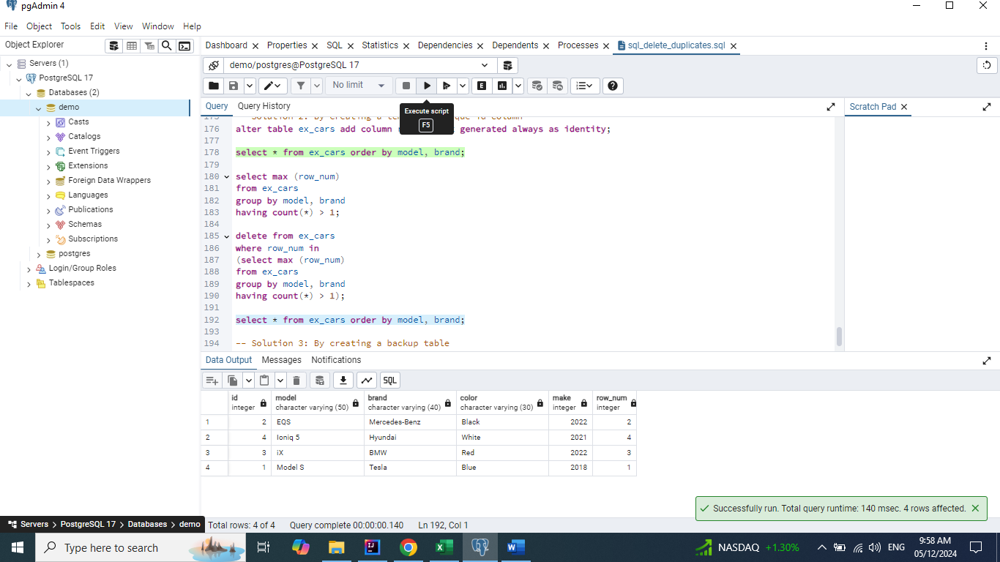 pgAdmin 4
File Object Tools Edit View Window Help
Object Explorer
Servers (1)
PostgreSQL 17
Databases (2)
demo
Casts
Catalogs
Event Triggers
Extensions
Foreign Data Wrappers
Languages
Publications
Schemas
Subscriptions
postgres
Login/Group Roles
Tablespaces
Dashboard Properties SQL Statistics Dependencies Dependents Processes sql_delete_duplicates.sql
demo/postgres@PostgreSQL 17
No limit
Execute script
F5
Query Query History
Scratch Pad
175 Solution 2: By creating a id column
176 alter table ex_cars add column generated always as identity;
177
178 select * from ex_cars order by model, brand;
179
180 select max (row_num)
181 from ex_cars
182 group by model, brand
183 having count(*) > 1;
184
185 delete from ex_cars
186 where row_num in
187 (select max (row_num)
188 from ex_cars
189 group by model, brand
190 having count(*) > 1);
191
192 select * from ex_cars order by model, brand;
193
194 -- Solution 3: By creating a backup table
Data Output Messages Notifications
SQL
id model brand color make row_num
integer character varying (50) character varying (40) character varying (30) integer integer
1 2 EQS Mercedes-Benz Black 2022 2
2 4 Ioniq 5 Hyundai White 2021 4
3 3 iX BMW Red 2022 3
4 1 Model S Tesla Blue 2018 1
Successfully run. Total query runtime: 140 msec. 4 rows affected.
Servers > PostgreSQL 17 > Databases > demo
Total rows: 4 of 4 Query complete 00:00:00.140 Ln 192, Col 1
Type here to search
NASDAQ +1.30%
ENG
9:58 AM
05/12/2024